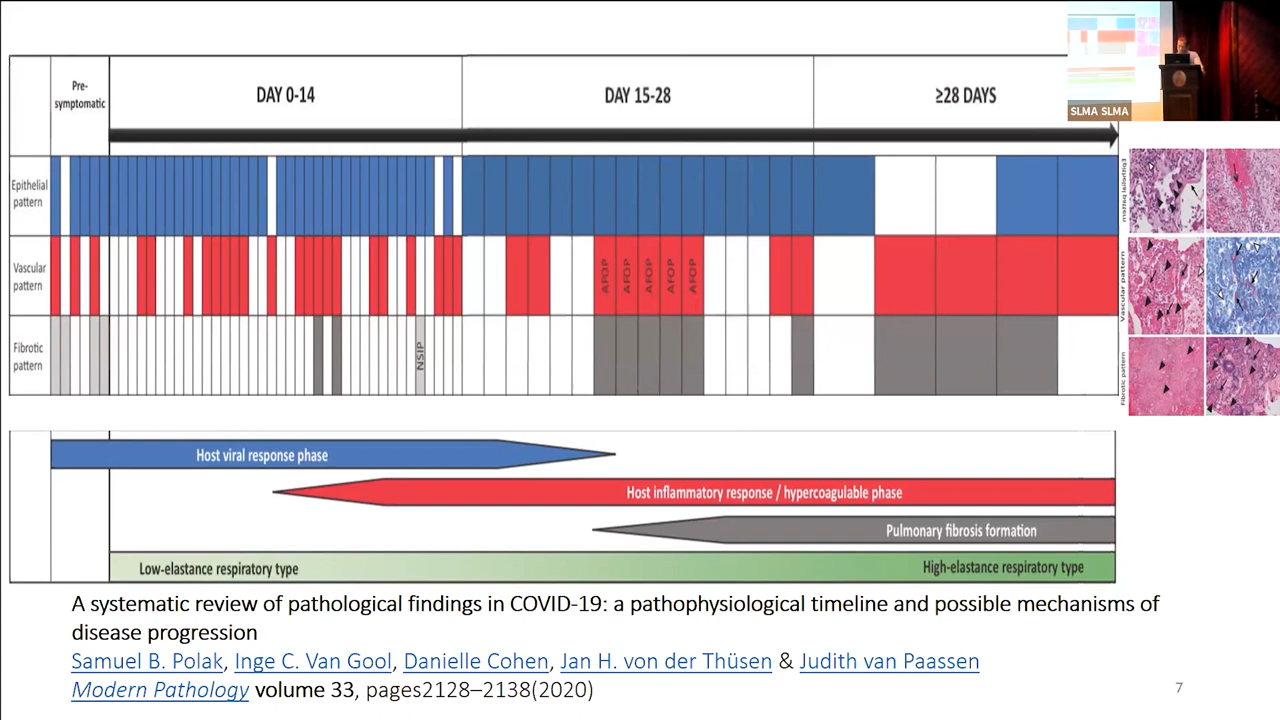 Pre-
symptomatic
DAY 0-14
DAY 15-28
≥28 DAYS
SLMA SLMA
Epithelial
pattern
Vascular
pattern
AFOP
AFOP
AFOP
AFOP
AFOP
Vascular pattern
Fibrotic
pattern
NSIP
Fibrotic pattern
Host viral response phase
Host inflammatory response / hypercoagulable phase
Pulmonary fibrosis formation
Low-elastance respiratory type
High-elastance respiratory type
A systematic review of pathological findings in COVID-19: a pathophysiological timeline and possible mechanisms of
disease progression
Samuel B. Polak, Inge C. Van Gool, Danielle Cohen, Jan H. von der Thüsen & Judith van Paassen
Modern Pathology volume 33, pages2128–2138(2020)
7